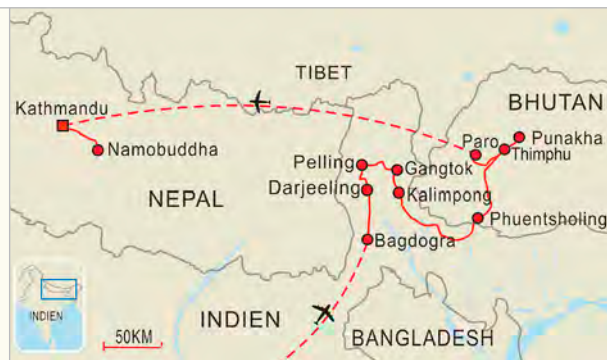 TIBET
BHUTAN
Kathmandu
Punakha
Paro
Thimphu
Namobuddha
Pelling
Gangtok
NEPAL
Darjeeling
Kalimpong
Phuentsholing
Bagdogra
INDIEN
INDIEN
50KM
BANGLADESH